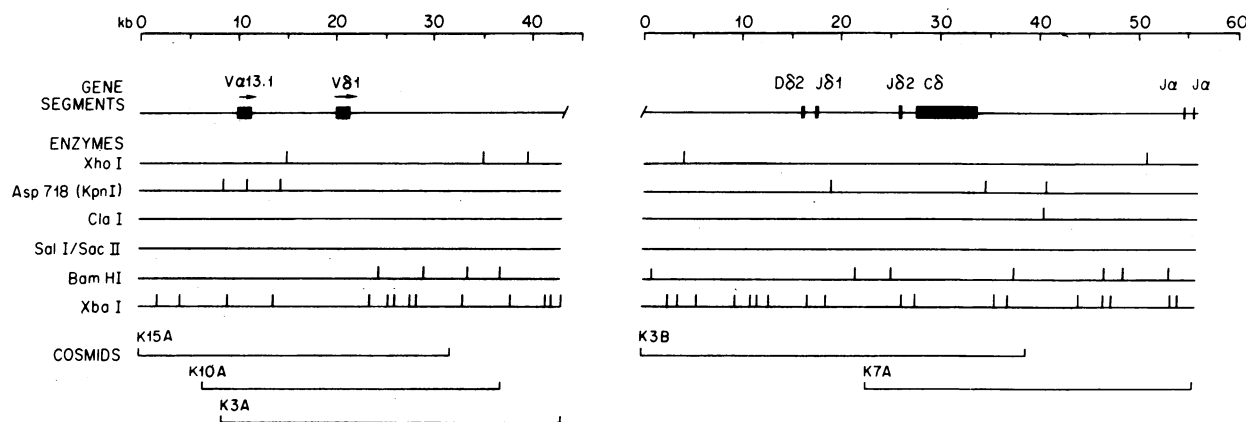 kb 0 10 20 30 40
0 10 20 30 40 50 60
GENE SEGMENTS
Vα13.1 Vδ1
Dδ2 Jδ1 Jδ2 Cδ Jα Jα
ENZYMES
Xho I
Asp 718 (KpnI)
Cla I
Sal I/Sac II
Bam HI
Xba I
COSMIDS
K15A
K10A
K3A
K3B
K7A